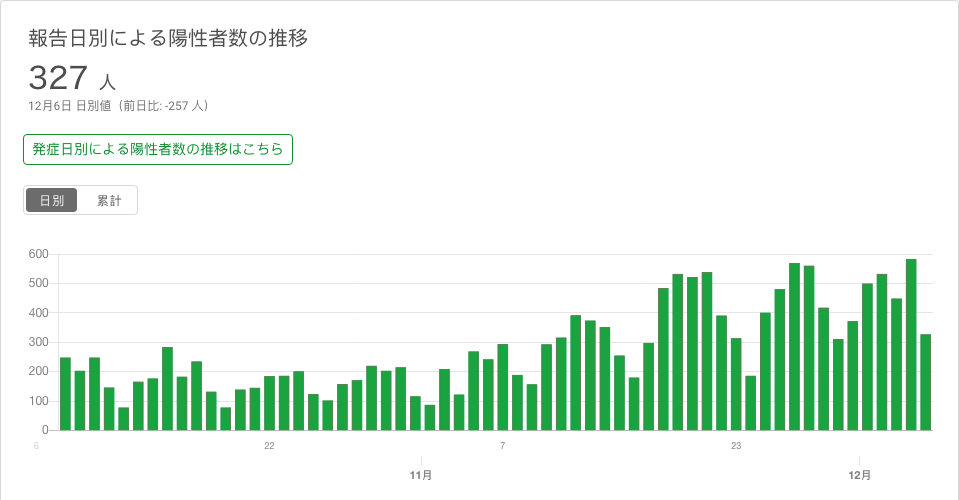 報告日別による陽性者数の推移
327 人
12月6日 日別値（前日比: -257 人）
発症日別による陽性者数の推移はこちら
日別 累計
600
500
400
300
200
100
0
6 22 7 23
11月 12月